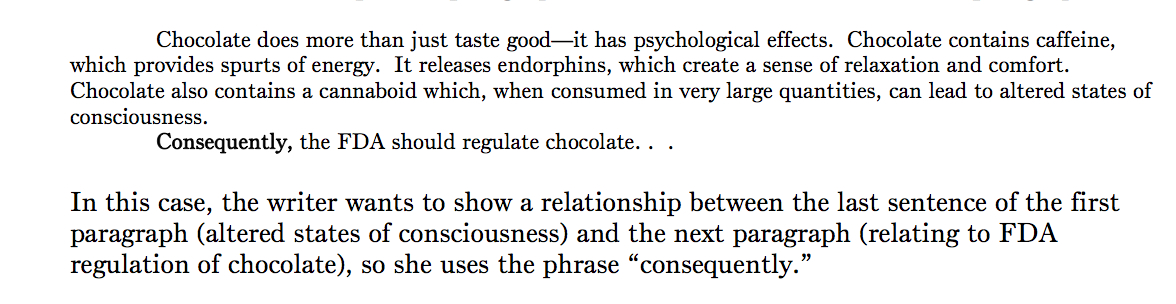 Chocolate does more than just taste good—it has psychological effects.  Chocolate contains caffeine,
which provides spurts of energy.  It releases endorphins, which create a sense of relaxation and comfort.
Chocolate also contains a cannaboid which, when consumed in very large quantities, can lead to altered states of
consciousness.
Consequently, the FDA should regulate chocolate. . .
In this case, the writer wants to show a relationship between the last sentence of the first
paragraph (altered states of consciousness) and the next paragraph (relating to FDA
regulation of chocolate), so she uses the phrase “consequently.”